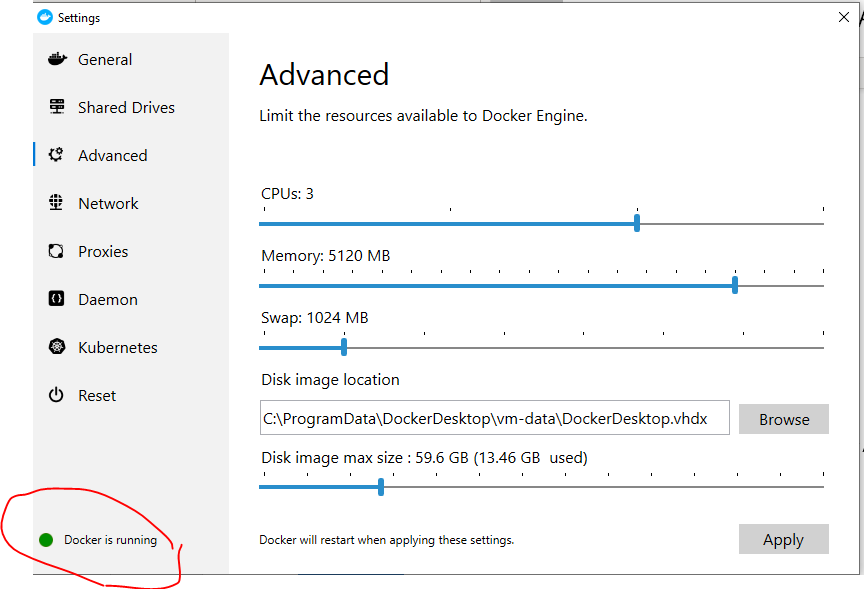 Settings
General
Shared Drives
Advanced
Network
Proxies
Daemon
Kubernetes
Reset
Docker is running
Advanced
Limit the resources available to Docker Engine.
CPUs: 3
Memory: 5120 MB
Swap: 1024 MB
Disk image location
C:\ProgramData\DockerDesktop\vm-data\DockerDesktop.vhdx
Browse
Disk image max size : 59.6 GB (13.46 GB  used)
Docker will restart when applying these settings.
Apply